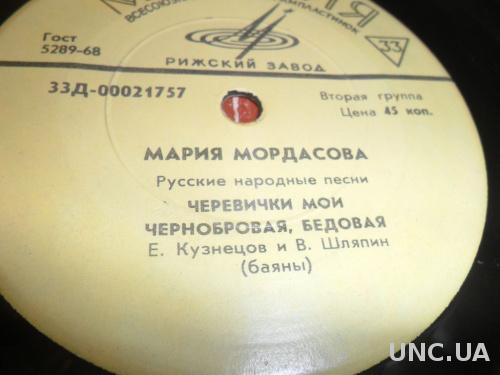 ВСЕСОЮЗ
АМПЛАСТИНОК
Гост
5289-68
РИЖСКИЙ ЗАВОД
33
33Д-00021757
Вторая группа
Цена 45 коп.
МАРИЯ МОРДАСОВА
Русские народные песни
ЧЕРЕВИЧКИ МОИ
ЧЕРНОБРОВАЯ, БЕДОВАЯ
Е. Кузнецов и В. Шляпин
(баяны)
UNC.UA